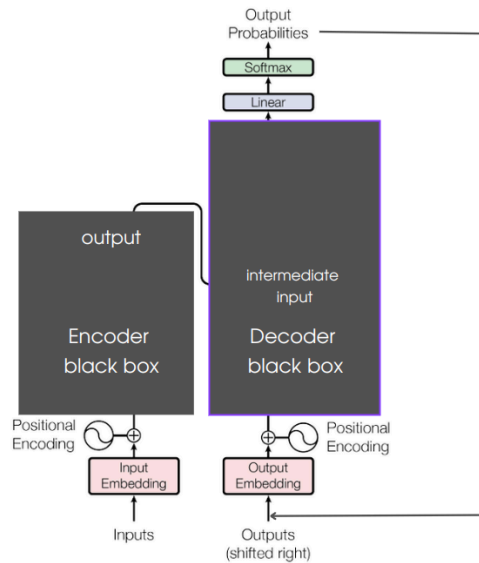 Output
Probabilities
Softmax
Linear
output
intermediate
input
Encoder
black box
Decoder
black box
Positional
Encoding
Positional
Encoding
Input
Embedding
Output
Embedding
Inputs
Outputs
(shifted right)